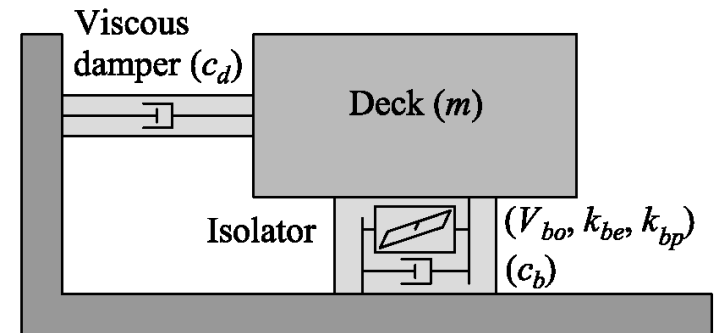 Viscous
damper (c_d)
Deck (m)
Isolator
(V_bo, k_be, k_bp)
(c_b)